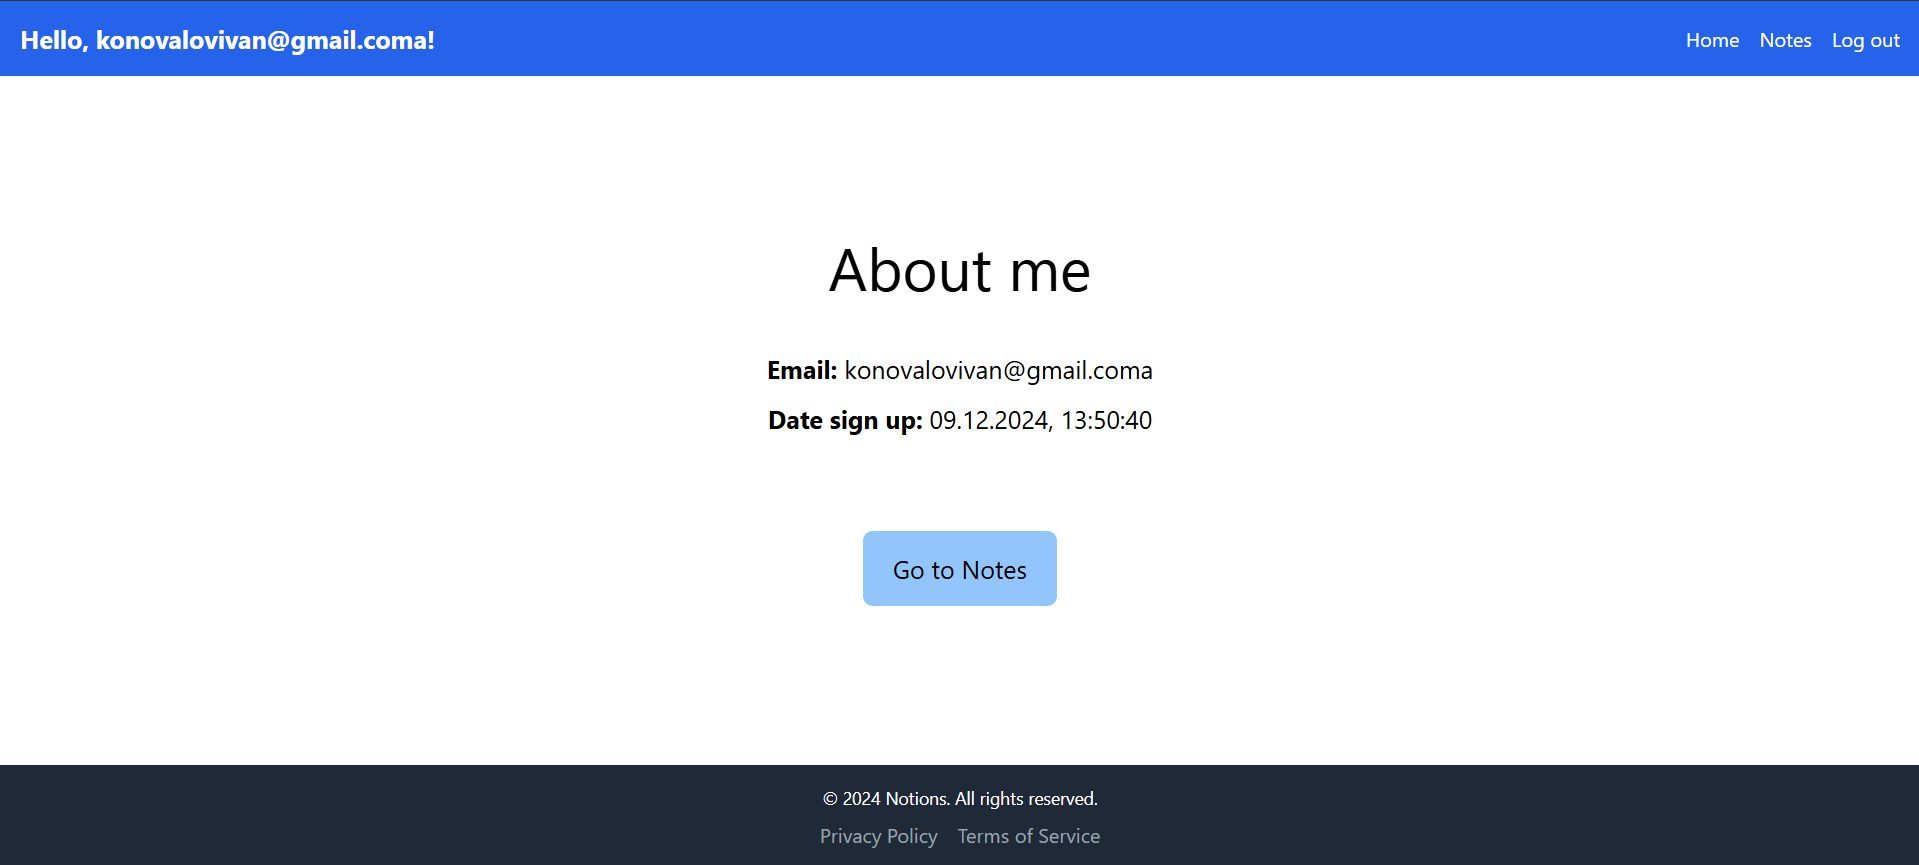 Hello, konovalovivan@gmail.coma!
Home Notes Log out
About me
Email: konovalovivan@gmail.coma
Date sign up: 09.12.2024, 13:50:40
Go to Notes
© 2024 Notions. All rights reserved.
Privacy Policy Terms of Service